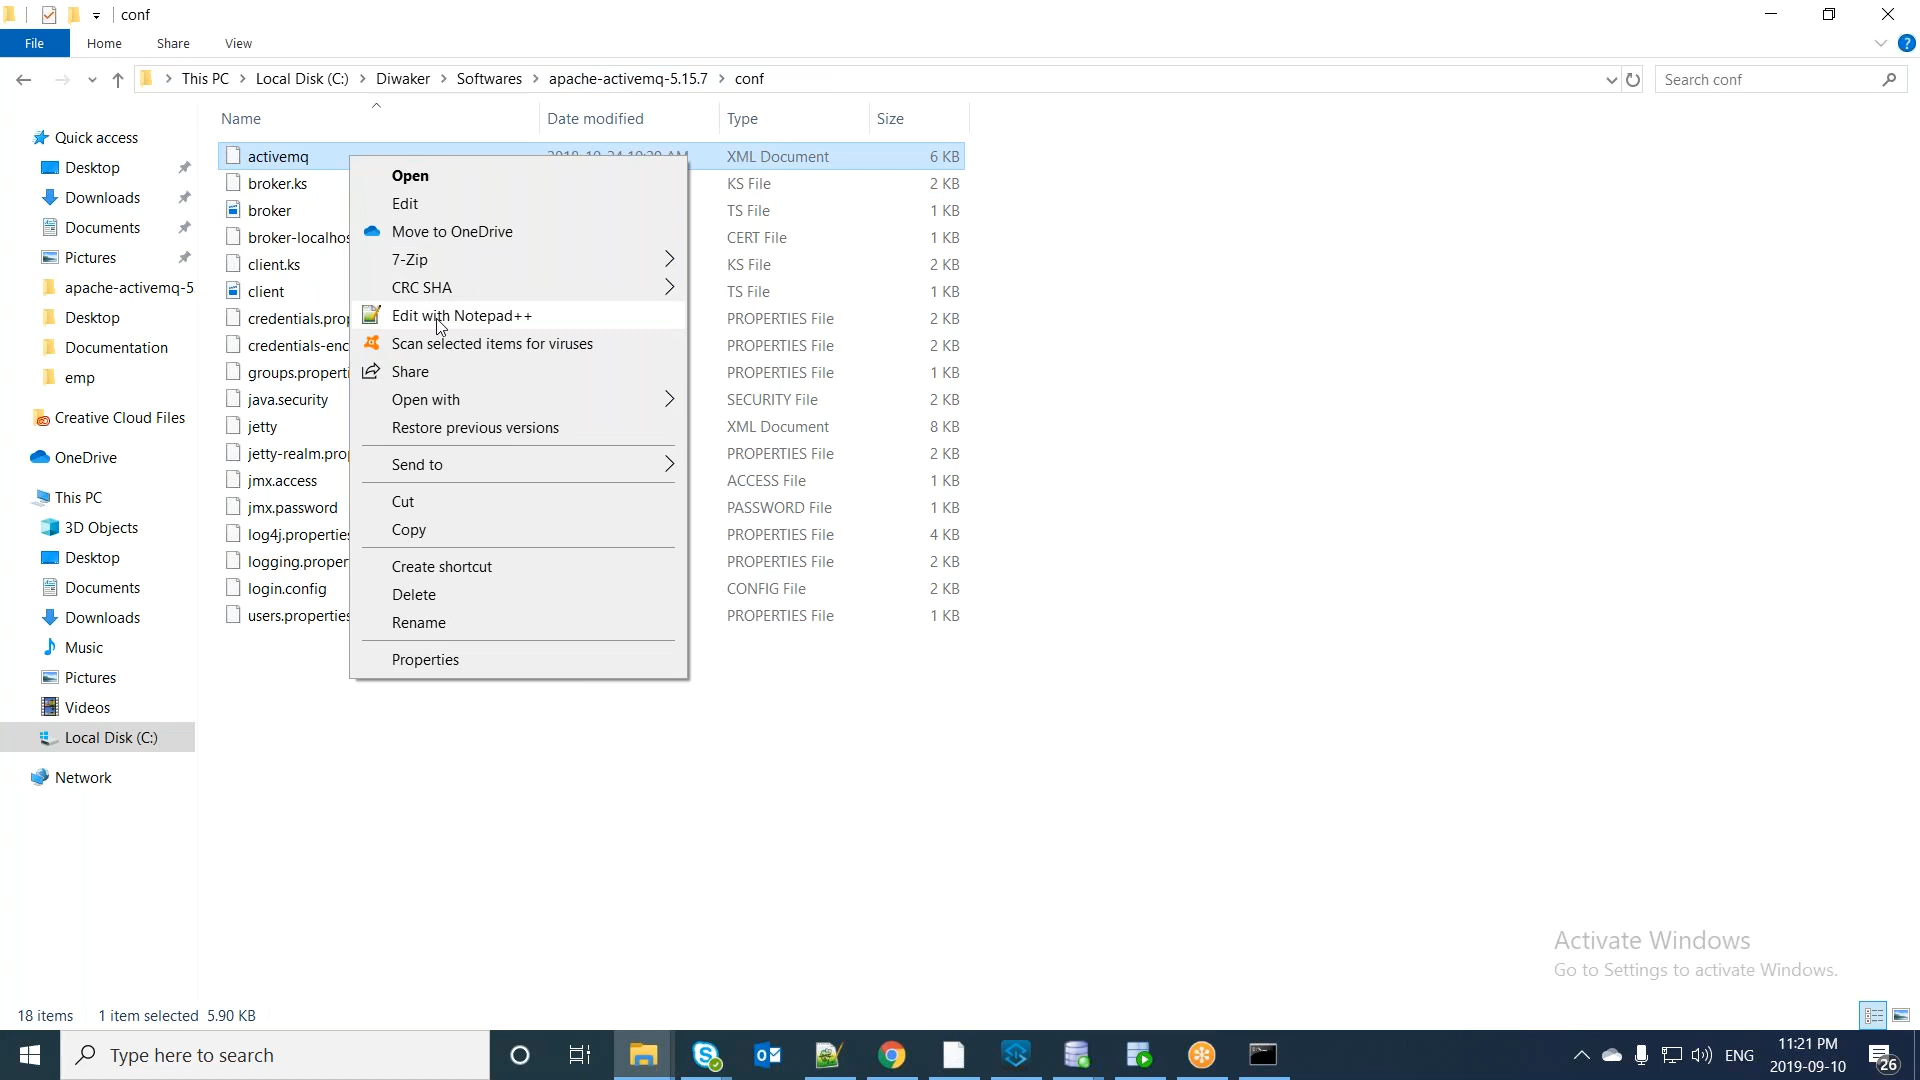 conf
File Home Share View
This PC Local Disk (C:) Diwaker Softwares apache-activemq-5.15.7 conf
Search conf
Name Date modified Type Size
Quick access
Desktop
Downloads
Documents
Pictures
apache-activemq-5
Desktop
Documentation
emp
Creative Cloud Files
OneDrive
This PC
3D Objects
Desktop
Documents
Downloads
Music
Pictures
Videos
Local Disk (C:)
Network
activemq XML Document 6 KB
broker.ks KS File 2 KB
broker TS File 1 KB
broker-localhos CERT File 1 KB
client.ks KS File 2 KB
client TS File 1 KB
credentials.prop PROPERTIES File 2 KB
credentials-enc PROPERTIES File 2 KB
groups.properti PROPERTIES File 1 KB
java.security SECURITY File 2 KB
jetty XML Document 8 KB
jetty-realm.prop PROPERTIES File 2 KB
jmx.access ACCESS File 1 KB
jmx.password PASSWORD File 1 KB
log4j.properties PROPERTIES File 4 KB
logging.proper PROPERTIES File 2 KB
login.config CONFIG File 2 KB
users.properties PROPERTIES File 1 KB
Open
Edit
Move to OneDrive
7-Zip
CRC SHA
Edit with Notepad++
Scan selected items for viruses
Share
Open with
Restore previous versions
Send to
Cut
Copy
Create shortcut
Delete
Rename
Properties
Activate Windows
Go to Settings to activate Windows.
18 items 1 item selected 5.90 KB
Type here to search
ENG
11:21 PM
2019-09-10
26